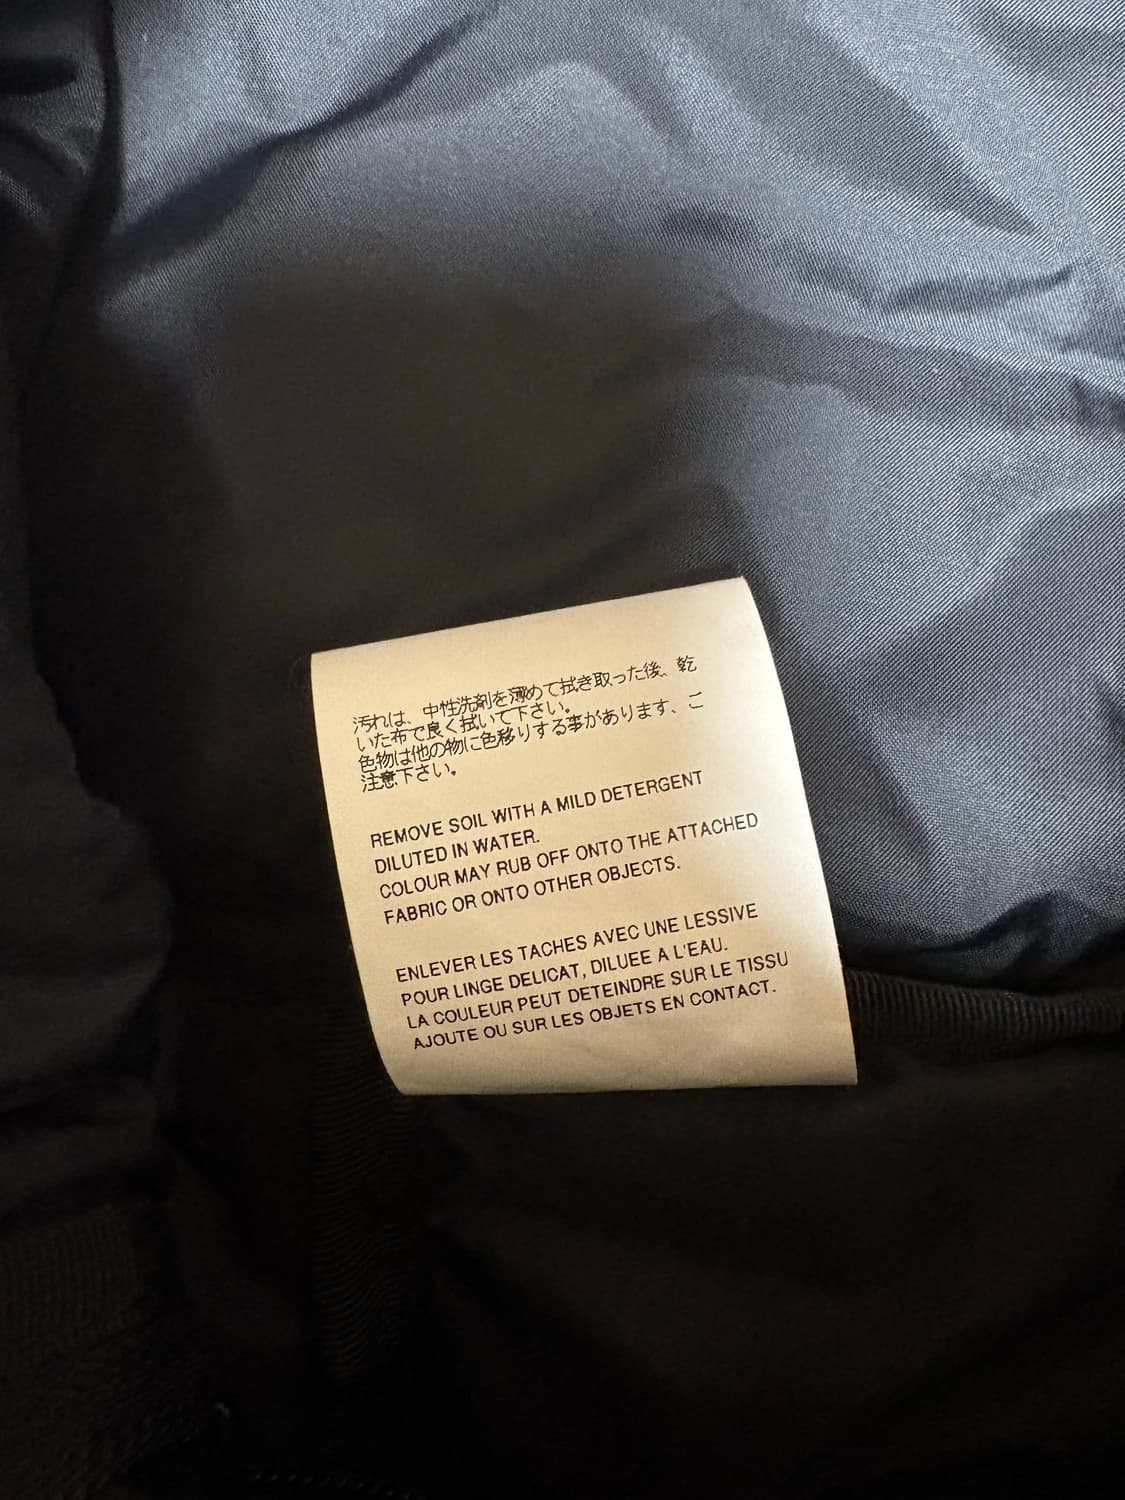 汚れは、中性洗剤を薄めて拭き取った後、乾
いた布で良く拭いて下さい。
色物は他の物に色移りする事があります、ご
注意下さい。
REMOVE SOIL WITH A MILD DETERGENT
DILUTED IN WATER.
COLOUR MAY RUB OFF ONTO THE ATTACHED
FABRIC OR ONTO OTHER OBJECTS.
ENLEVER LES TACHES AVEC UNE LESSIVE
POUR LINGE DELICAT, DILUEE A L'EAU.
LA COULEUR PEUT DETEINDRE SUR LE TISSU
AJOUTE OU SUR LES OBJETS EN CONTACT.